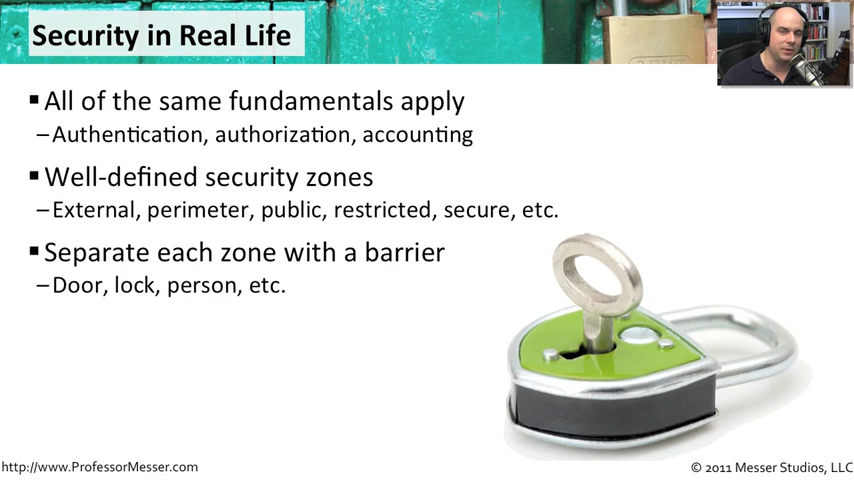 Security in Real Life
▪ All of the same fundamentals apply
–Authentication, authorization, accounting
▪ Well-defined security zones
–External, perimeter, public, restricted, secure, etc.
▪ Separate each zone with a barrier
–Door, lock, person, etc.
http://www.ProfessorMesser.com
© 2011 Messer Studios, LLC